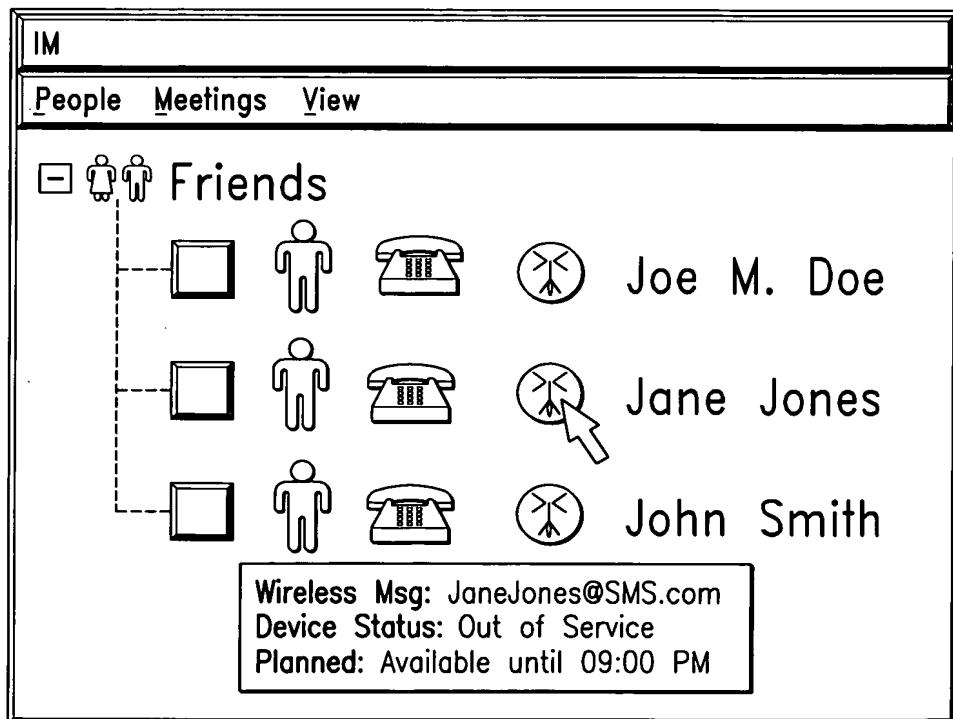 IM
People Meetings View
Friends
Joe M. Doe
Jane Jones
John Smith
Wireless Msg: JaneJones@SMS.com
Device Status: Out of Service
Planned: Available until 09:00 PM